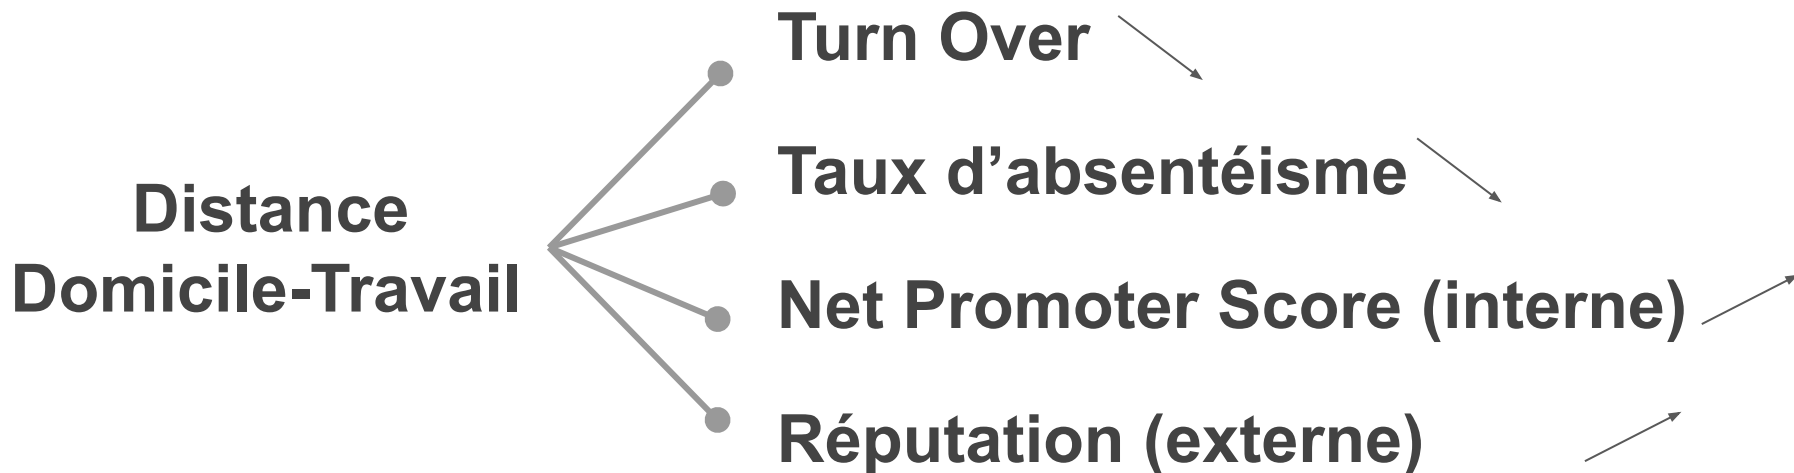 Distance
Domicile-Travail
Turn Over
Taux d’absentéisme
Net Promoter Score (interne)
Réputation (externe)